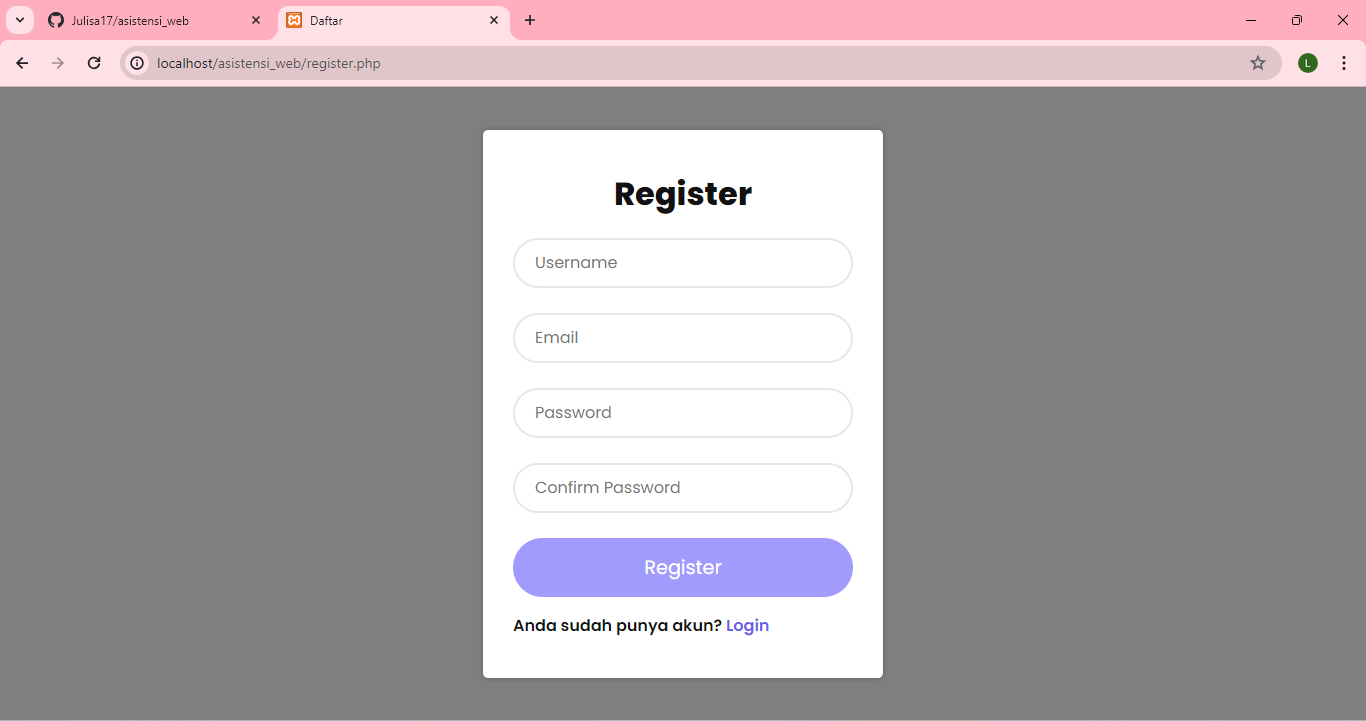 Julisa17/asistensi_web
Daftar
localhost/asistensi_web/register.php
L
Register
Username
Email
Password
Confirm Password
Register
Anda sudah punya akun? Login